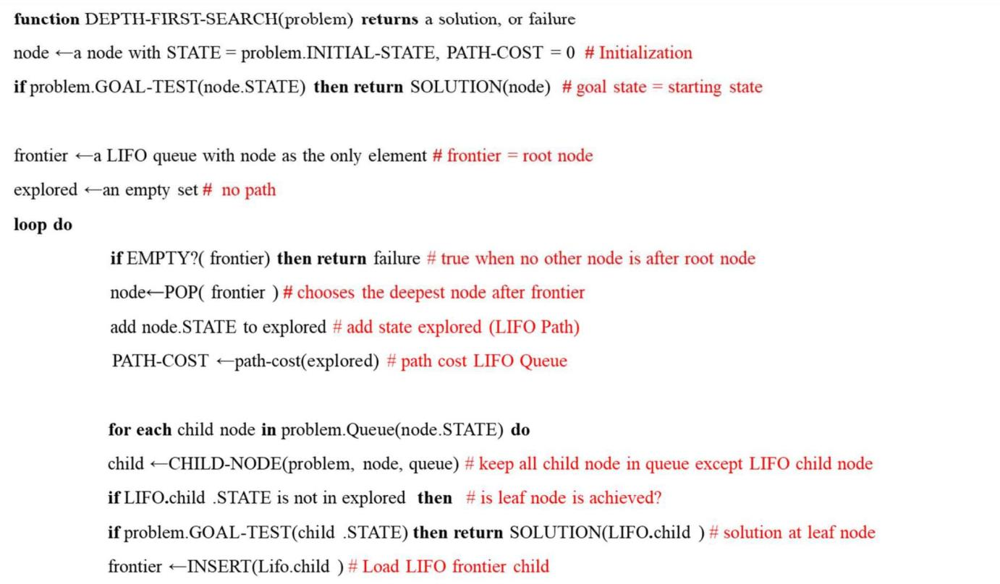 function DEPTH-FIRST-SEARCH(problem) returns a solution, or failure
node ←a node with STATE = problem.INITIAL-STATE, PATH-COST = 0 # Initialization
if problem.GOAL-TEST(node.STATE) then return SOLUTION(node) # goal state = starting state
frontier ←a LIFO queue with node as the only element # frontier = root node
explored ←an empty set # no path
loop do
if EMPTY?( frontier) then return failure # true when no other node is after root node
node←POP( frontier ) # chooses the deepest node after frontier
add node.STATE to explored # add state explored (LIFO Path)
PATH-COST ←path-cost(explored) # path cost LIFO Queue
for each child node in problem.Queue(node.STATE) do
child ←CHILD-NODE(problem, node, queue) # keep all child node in queue except LIFO child node
if LIFO.child .STATE is not in explored then # is leaf node is achieved?
if problem.GOAL-TEST(child .STATE) then return SOLUTION(LIFO.child ) # solution at leaf node
frontier ←INSERT(Lifo.child ) # Load LIFO frontier child